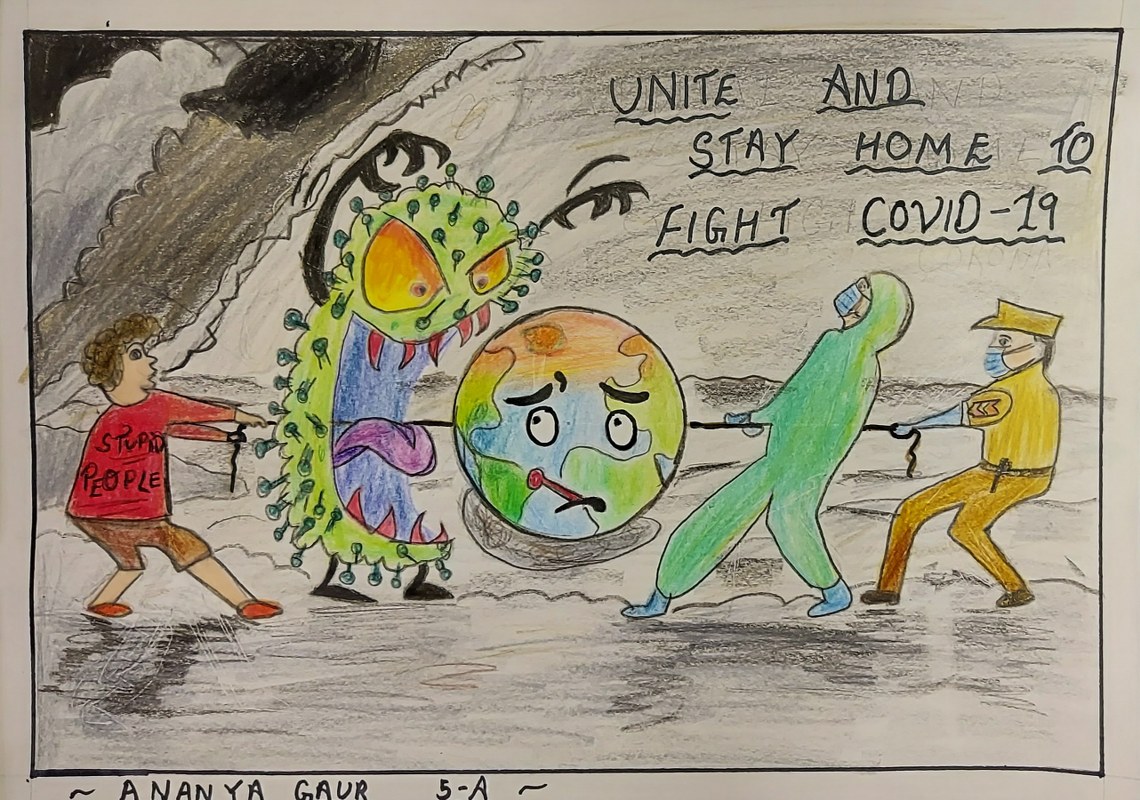 UNITE AND
STAY HOME TO
FIGHT COVID-19
STUPID
PEOPLE
~ ANANYA GAUR 5-A ~